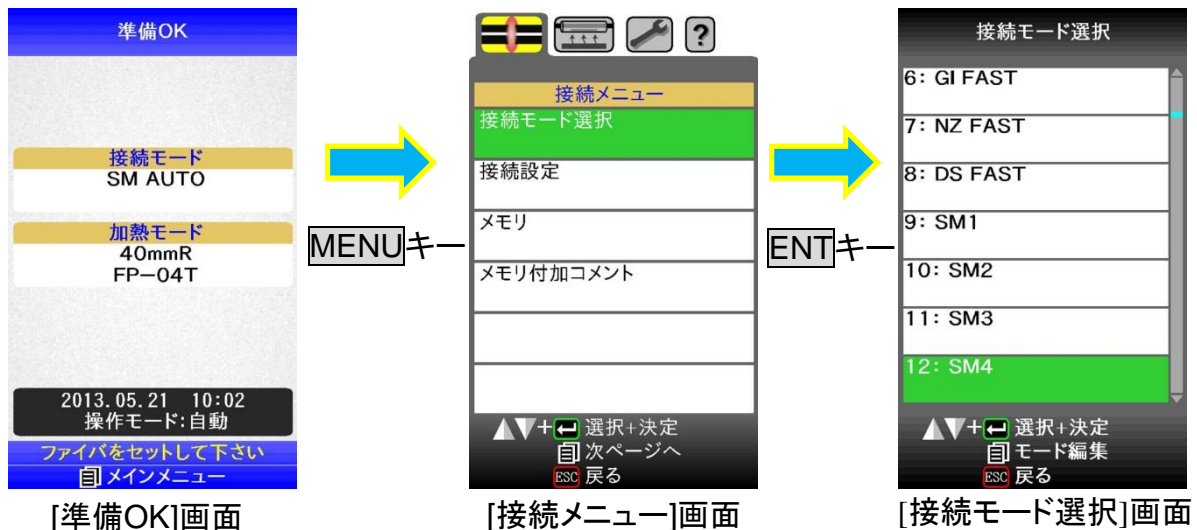 準備OK
接続モード
SM AUTO
加熱モード
40mmR
FP-04T
2013.05.21 10:02
操作モード:自動
ファイバをセットして下さい
メインメニュー
[準備OK]画面
MENUキー
?
接続メニュー
接続モード選択
接続設定
メモリ
メモリ付加コメント
+ 選択+決定
次ページへ
ESC 戻る
[接続メニュー]画面
ENTキー
接続モード選択
6: GI FAST
7: NZ FAST
8: DS FAST
9: SM1
10: SM2
11: SM3
12: SM4
+ 選択+決定
モード編集
ESC 戻る
[接続モード選択]画面